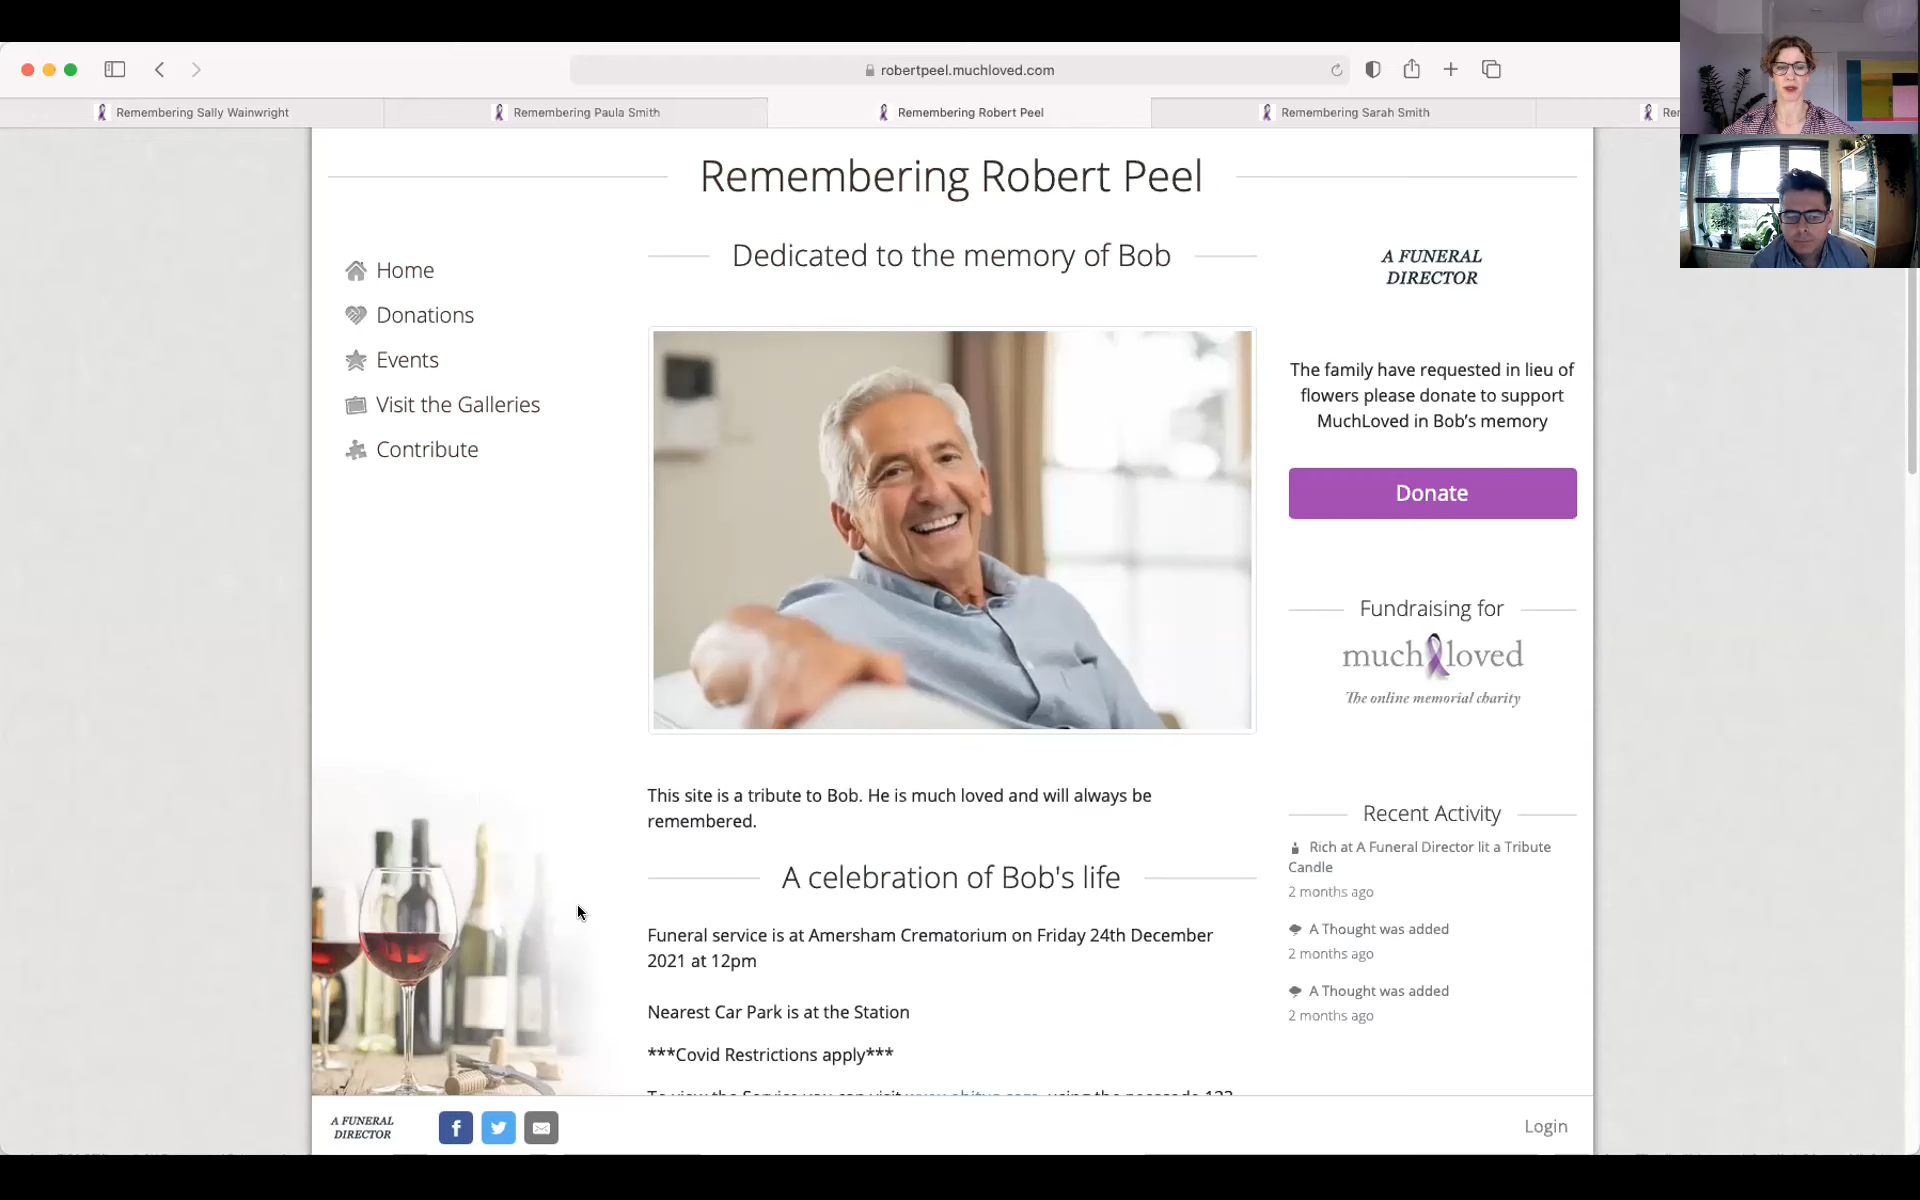 robertpeel.muchloved.com
Remembering Sally Wainwright
Remembering Paula Smith
Remembering Robert Peel
Remembering Sarah Smith
Remembering Robert Peel
Home
Donations
Events
Visit the Galleries
Contribute
Dedicated to the memory of Bob
This site is a tribute to Bob. He is much loved and will always be
remembered.
A celebration of Bob's life
Funeral service is at Amersham Crematorium on Friday 24th December
2021 at 12pm
Nearest Car Park is at the Station
***Covid Restrictions apply***
A FUNERAL
DIRECTOR
The family have requested in lieu of
flowers please donate to support
MuchLoved in Bob’s memory
Donate
Fundraising for
much loved
The online memorial charity
Recent Activity
Rich at A Funeral Director lit a Tribute
Candle
2 months ago
A Thought was added
2 months ago
A Thought was added
2 months ago
A FUNERAL
DIRECTOR
Login